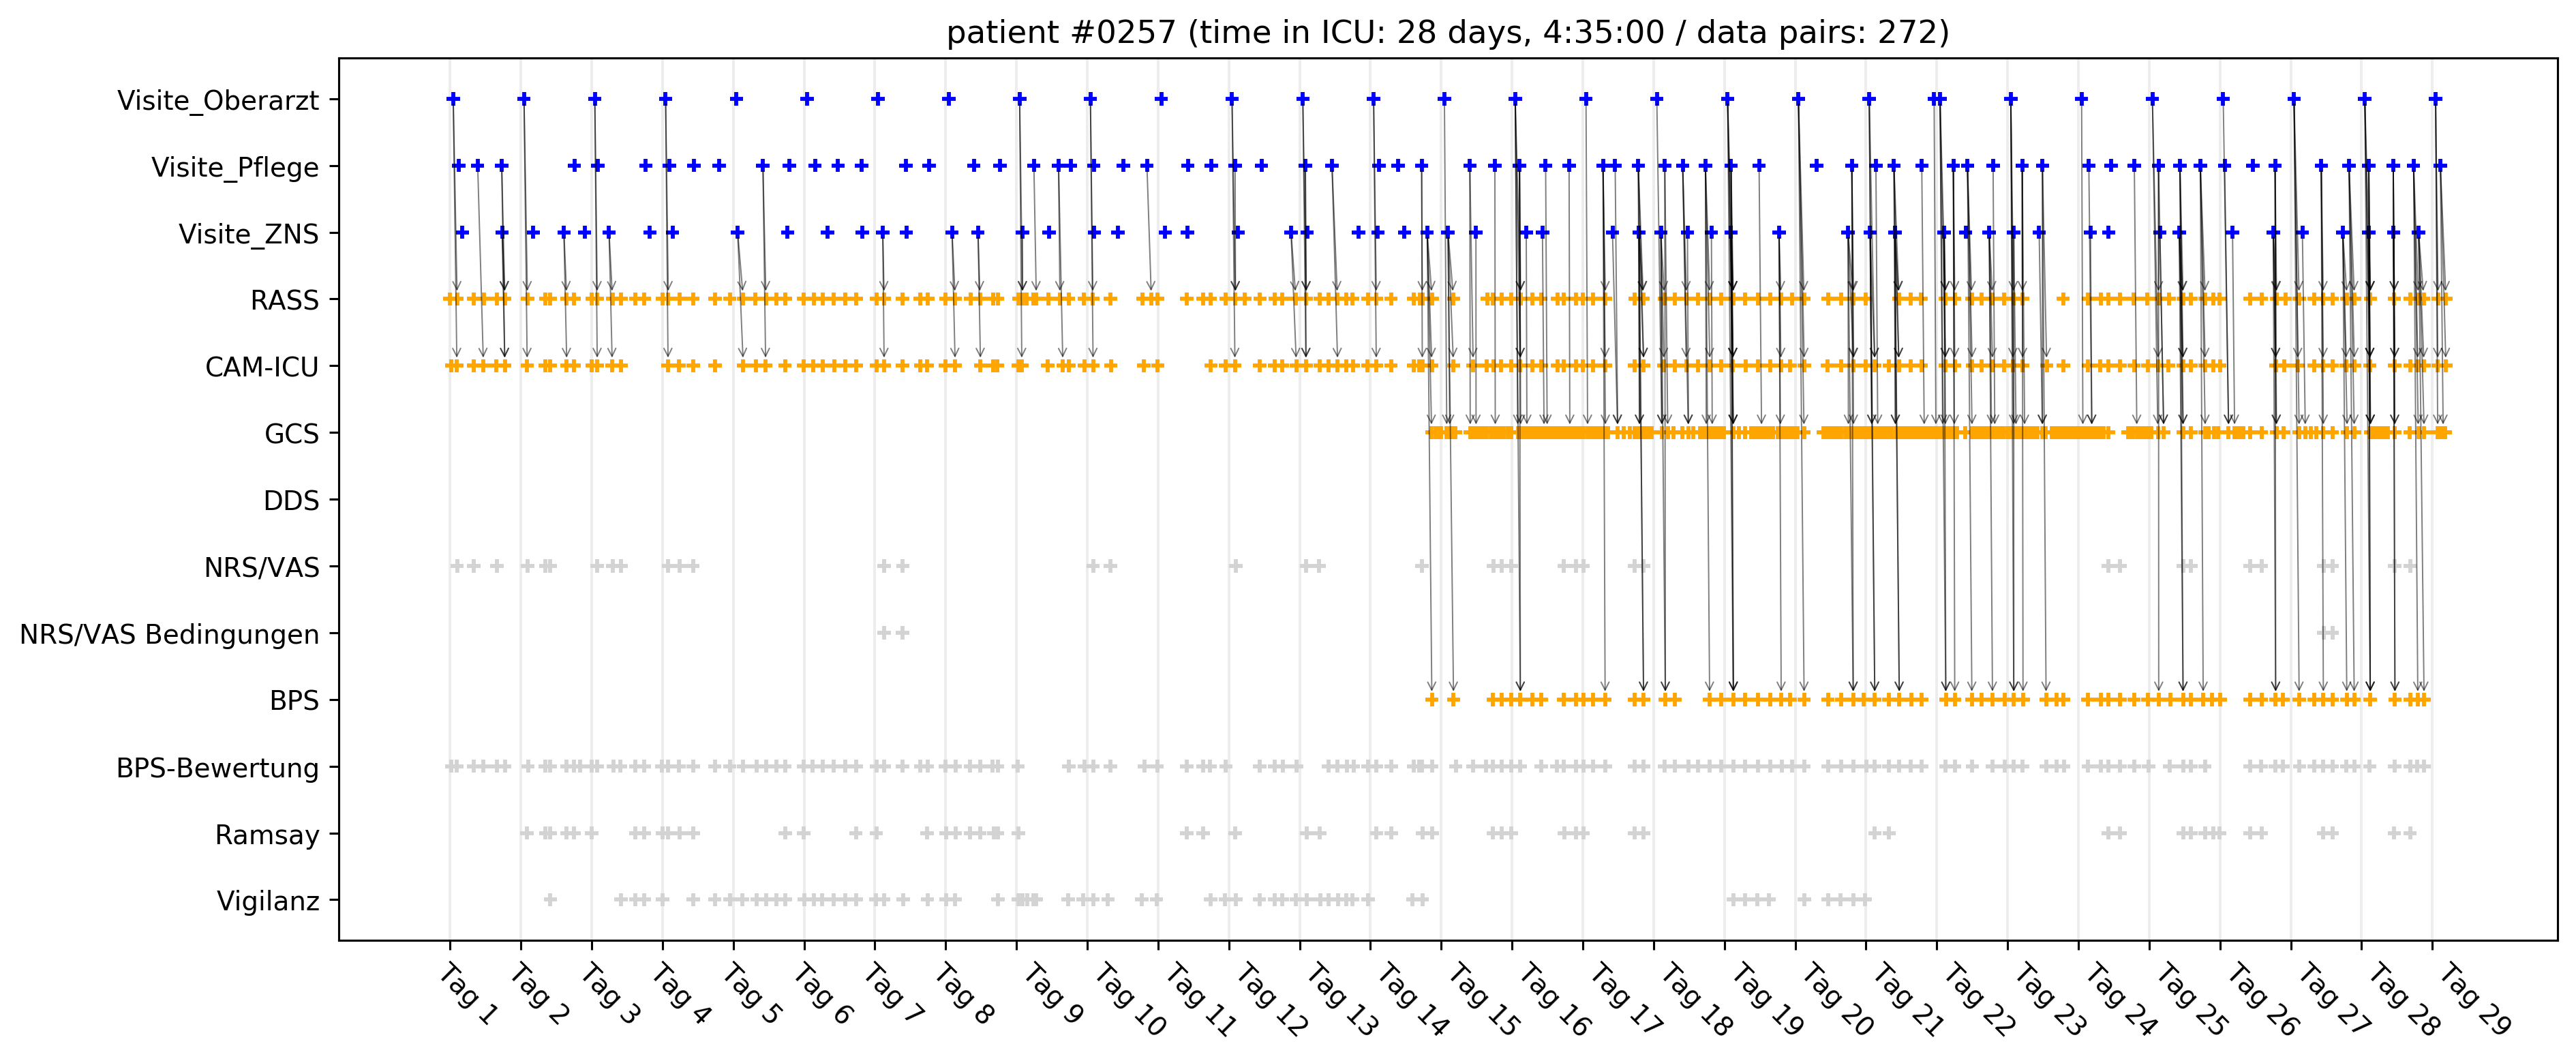 patient #0257 (time in ICU: 28 days, 4:35:00 / data pairs: 272)
Visite_Oberarzt
Visite_Pflege
Visite_ZNS
RASS
CAM-ICU
GCS
DDS
NRS/VAS
NRS/VAS Bedingungen
BPS
BPS-Bewertung
Ramsay
Vigilanz
Tag 1
Tag 2
Tag 3
Tag 4
Tag 5
Tag 6
Tag 7
Tag 8
Tag 9
Tag 10
Tag 11
Tag 12
Tag 13
Tag 14
Tag 15
Tag 16
Tag 17
Tag 18
Tag 19
Tag 20
Tag 21
Tag 22
Tag 23
Tag 24
Tag 25
Tag 26
Tag 27
Tag 28
Tag 29